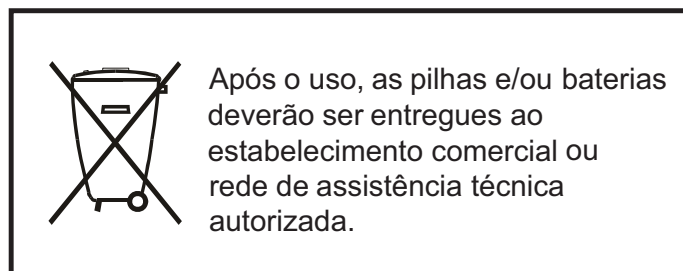 Após o uso, as pilhas e/ou baterias
deverão ser entregues ao
estabelecimento comercial ou
rede de assistência técnica
autorizada.